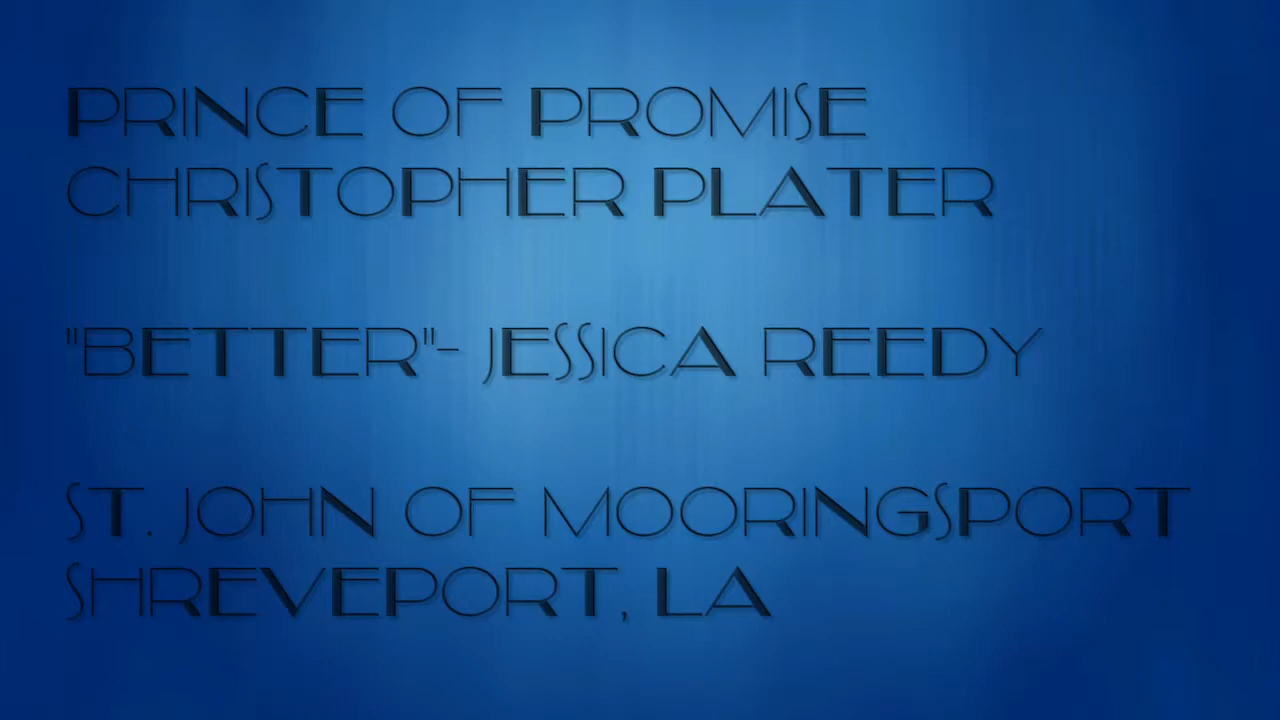 PRINCE OF PROMISE
CHRISTOPHER PLATER
"BETTER"- JESSICA REEDY
ST. JOHN OF MOORINGSPORT
SHREVEPORT, LA